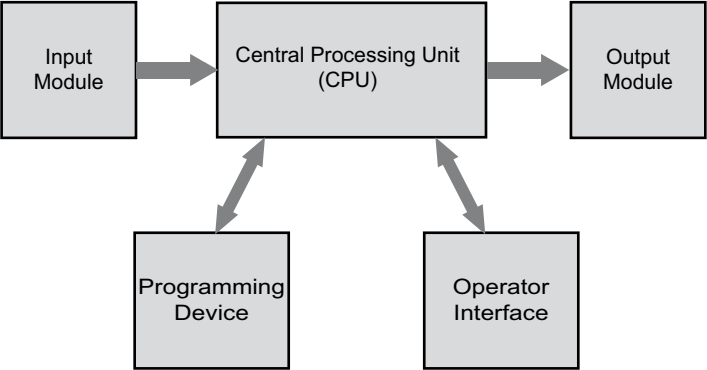 Input
Module
Central Processing Unit
(CPU)
Output
Module
Programming
Device
Operator
Interface